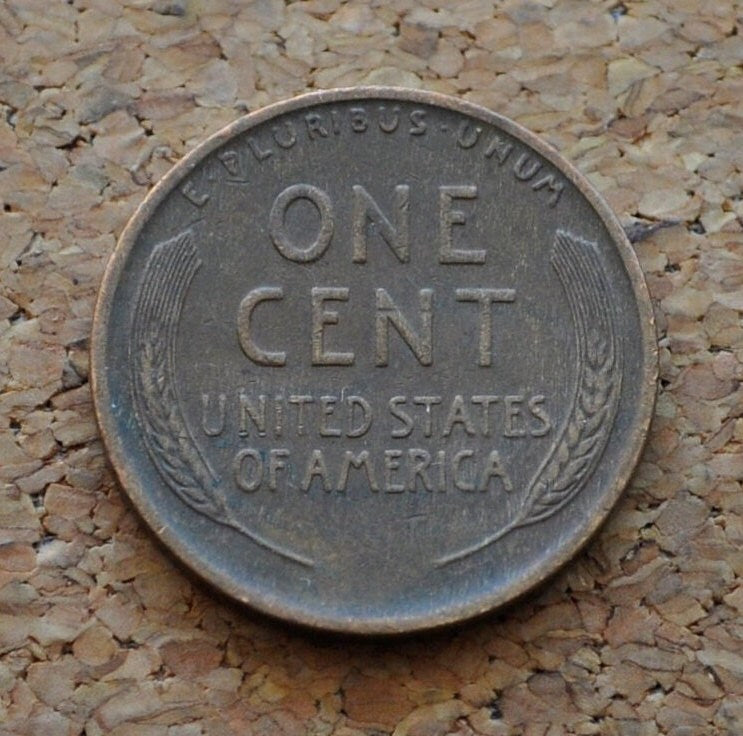 E·PLURIBUS·UNUM
ONE
CENT
UNITED STATES
OF AMERICA